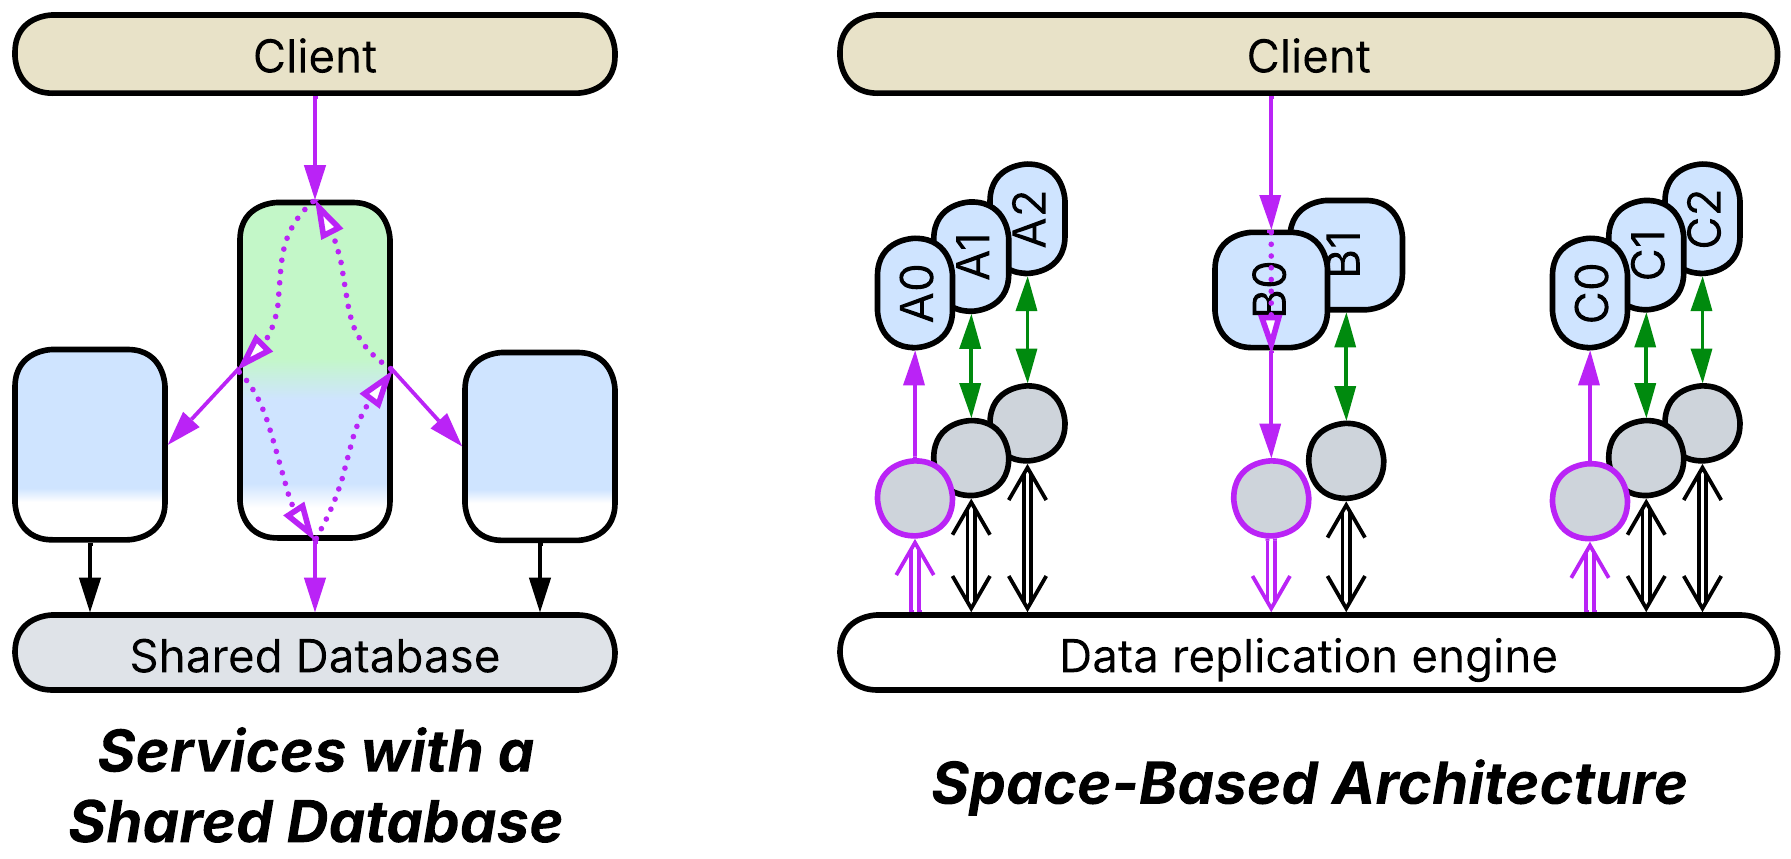 Client
Shared Database
Services with a
Shared Database
Client
A0
A1
A2
B0
B1
C0
C1
C2
Data replication engine
Space-Based Architecture